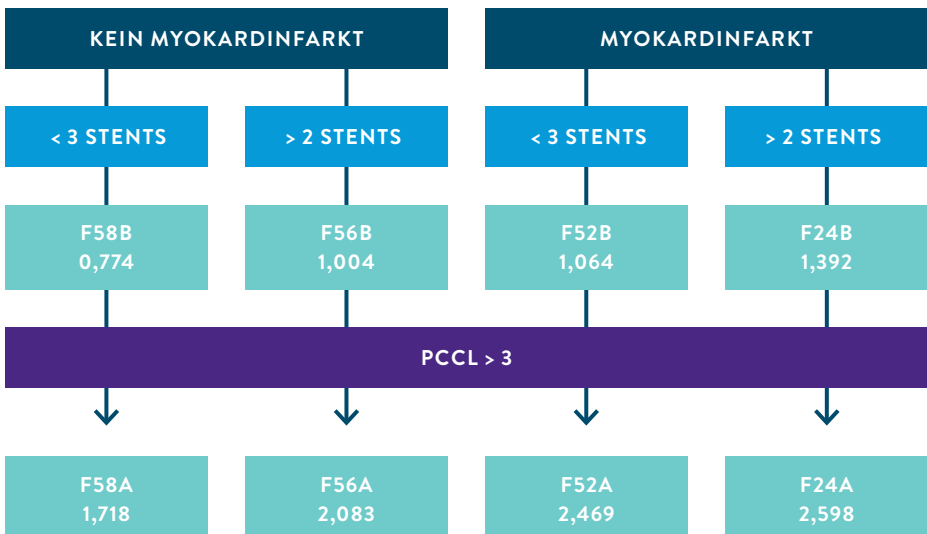 KEIN MYOKARDINFARKT
MYOKARDINFARKT
< 3 STENTS
> 2 STENTS
< 3 STENTS
> 2 STENTS
F58B
0,774
F56B
1,004
F52B
1,064
F24B
1,392
PCCL > 3
F58A
1,718
F56A
2,083
F52A
2,469
F24A
2,598